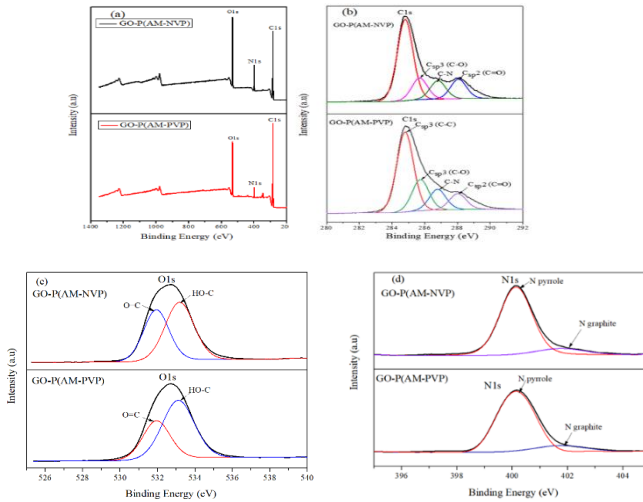 (a)
O1s
C1s
GO-P(AM-NVP)
N1s
GO-P(AM-PVP)
C1s
O1s
N1s
Intensity (a.u)
Intensity (a.u)
1400 1200 1000 800 600 400 200 20
Binding Energy (eV)
(b)
C1s
GO-P(AM-NVP)
Csp3 (C-O)
C-N
Csp2 (C=O)
C1s
GO-P(AM-PVP)
Csp3 (C-C)
Csp3 (C-O)
C-N
Csp2 (C=O)
Intensity (a.u)
280 282 284 286 288 290 292
Binding Energy (eV)
(c)
O1s
GO-P(AM-NVP)
O–C
HO-C
O1s
GO-P(AM-PVP)
HO-C
O=C
Intensity (a.u)
526 528 530 532 534 536 538 540
Binding Energy (eV)
N1s
(d)
N pyrrole
GO-P(AM-NVP)
N graphite
GO-P(AM-PVP)
N1s
N pyrrole
N graphite
Intensity (a.u)
396 398 400 402 404
Binding Energy (eV)